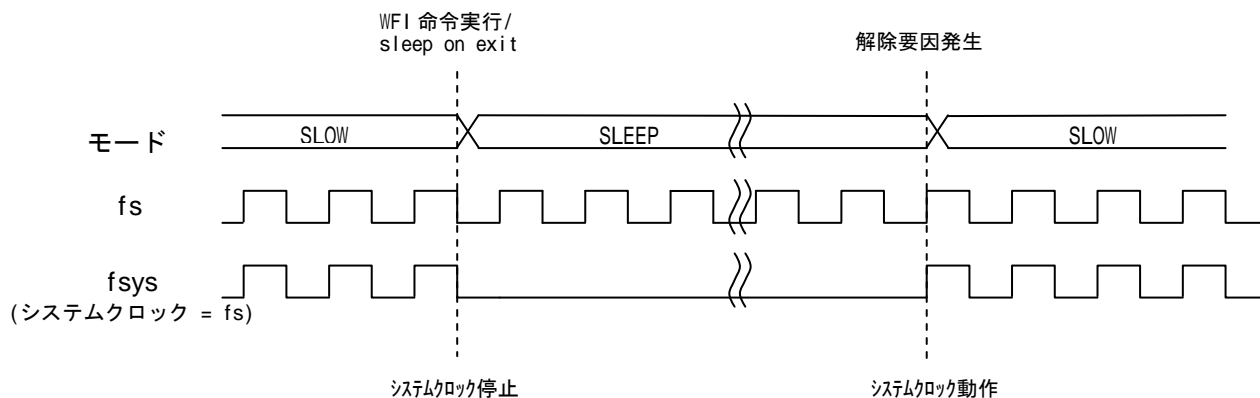 WFI 命令実行/
sleep on exit
解除要因発生
モード
SLOW
SLEEP
SLOW
fs
fsys
(システムクロック = fs)
ｼｽﾃﾑｸﾛｯｸ停止
ｼｽﾃﾑｸﾛｯｸ動作